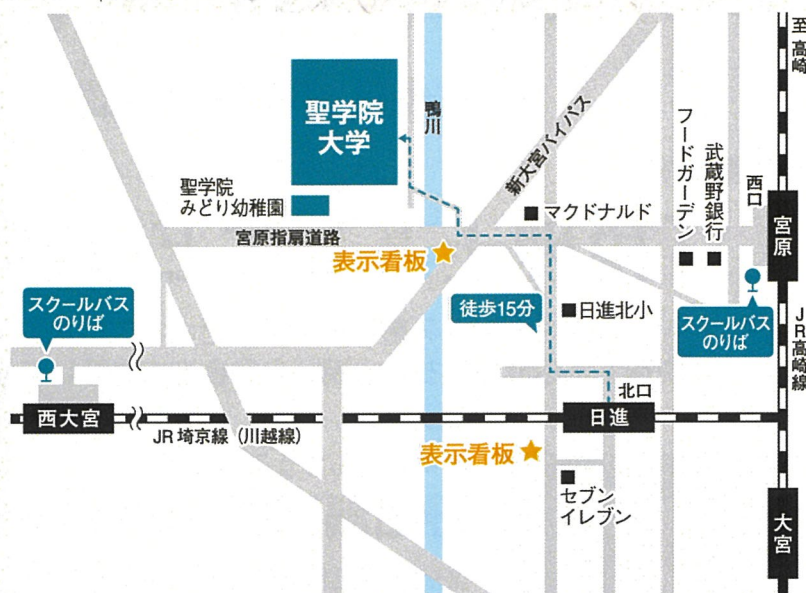 至
高崎
聖学院
大学
鴨川
新大宮バイパス
フードガーデン
武蔵野銀行
西口
宮原
聖学院
みどり幼稚園
マクドナルド
宮原指扇道路
表示看板
スクールバス
のりば
徒歩15分
日進北小
スクールバス
のりば
JR高崎線
北口
西大宮
日進
JR 埼京線（川越線）
表示看板
セブン
イレブン
大宮